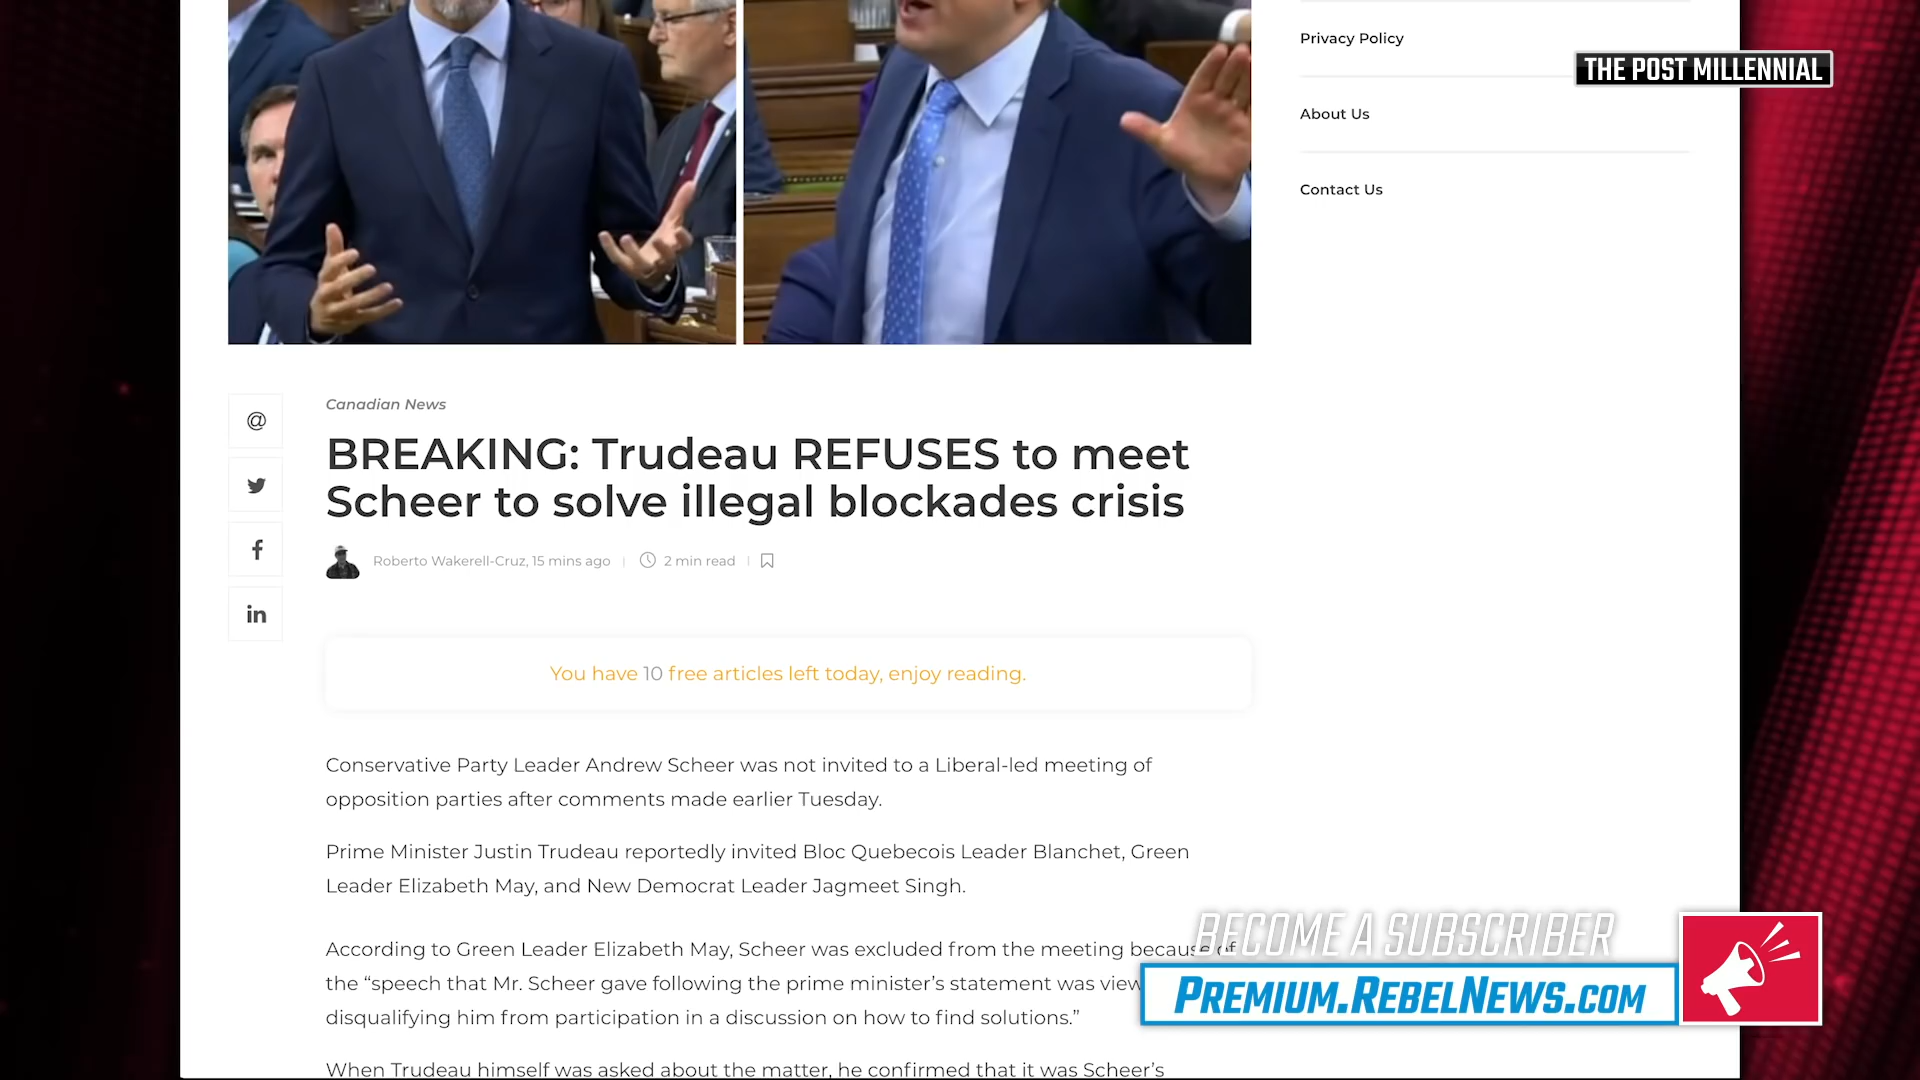 Privacy Policy
THE POST MILLENNIAL
About Us
Contact Us
Canadian News
BREAKING: Trudeau REFUSES to meet
Scheer to solve illegal blockades crisis
Roberto Wakerell-Cruz, 15 mins ago
2 min read
You have 10 free articles left today, enjoy reading.
Conservative Party Leader Andrew Scheer was not invited to a Liberal-led meeting of
opposition parties after comments made earlier Tuesday.
Prime Minister Justin Trudeau reportedly invited Bloc Quebecois Leader Blanchet, Green
Leader Elizabeth May, and New Democrat Leader Jagmeet Singh.
According to Green Leader Elizabeth May, Scheer was excluded from the meeting because of
the “speech that Mr. Scheer gave following the prime minister’s statement was view
disqualifying him from participation in a discussion on how to find solutions.”
When Trudeau himself was asked about the matter, he confirmed that it was Scheer’s
BECOME A SUBSCRIBER
PREMIUM.REBELNEWS.COM